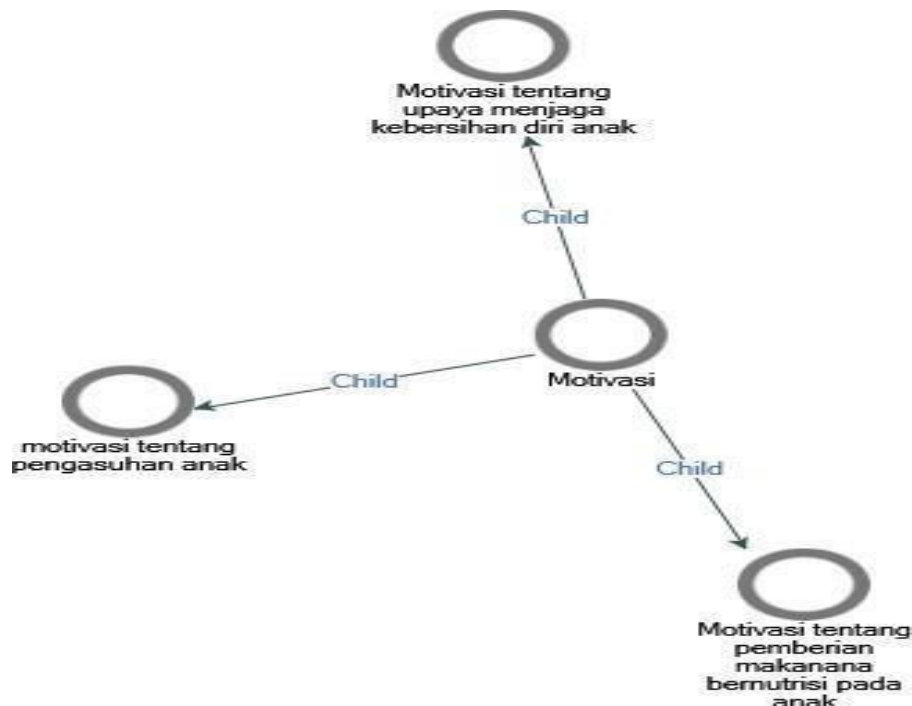 Motivasi tentang
upaya menjaga
kebersihan diri anak
Child
Motivasi
Child
motivasi tentang
pengasuhan anak
Child
Motivasi tentang
pemberian
makanana
bernutrisi pada
anak